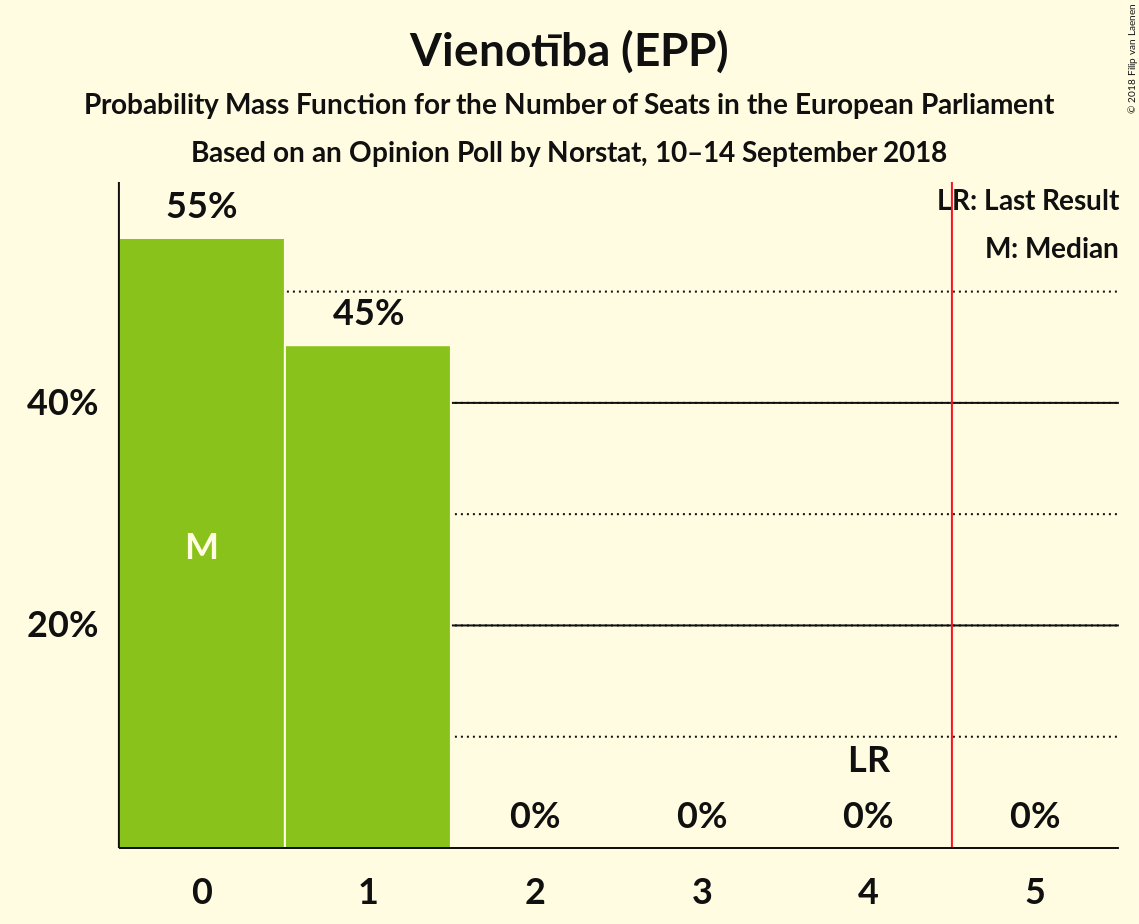 Vienotība (EPP)
Probability Mass Function for the Number of Seats in the European Parliament
Based on an Opinion Poll by Norstat, 10–14 September 2018
© 2018 Filip van Laenen
LR: Last Result
M: Median
55%
45%
40%
M
20%
LR
0% 0% 0% 0%
0 1 2 3 4 5